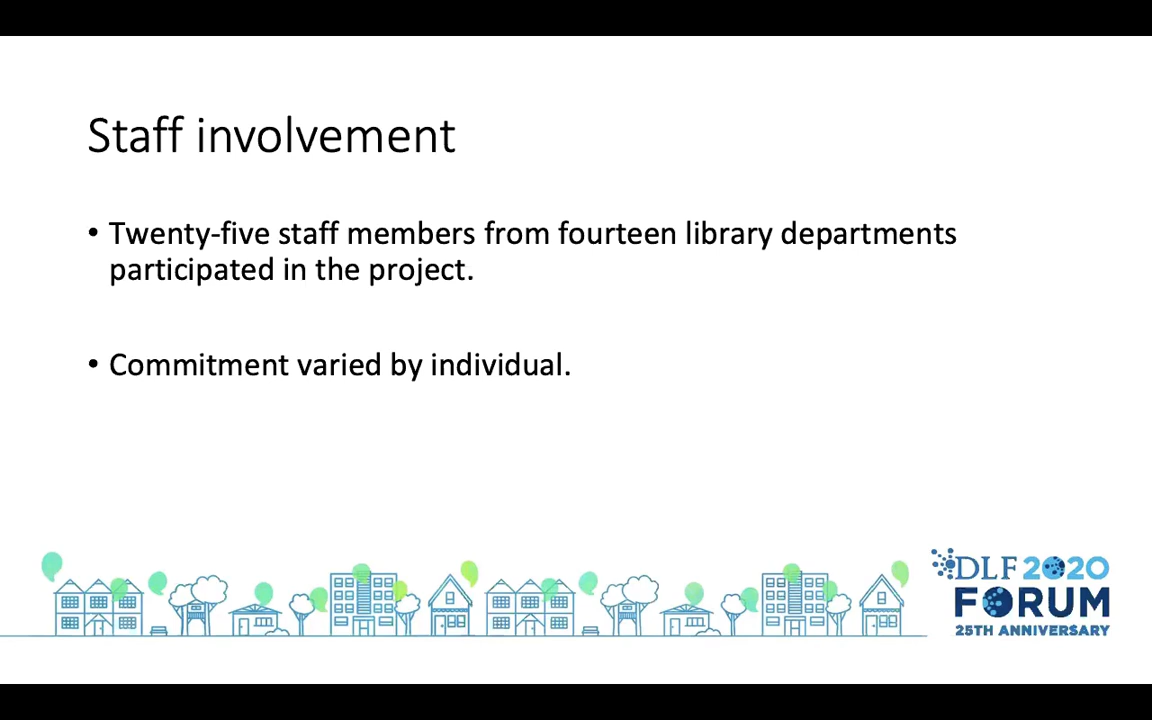 Staff involvement
• Twenty-five staff members from fourteen library departments
participated in the project.
• Commitment varied by individual.
DLF 2020
FORUM
25TH ANNIVERSARY